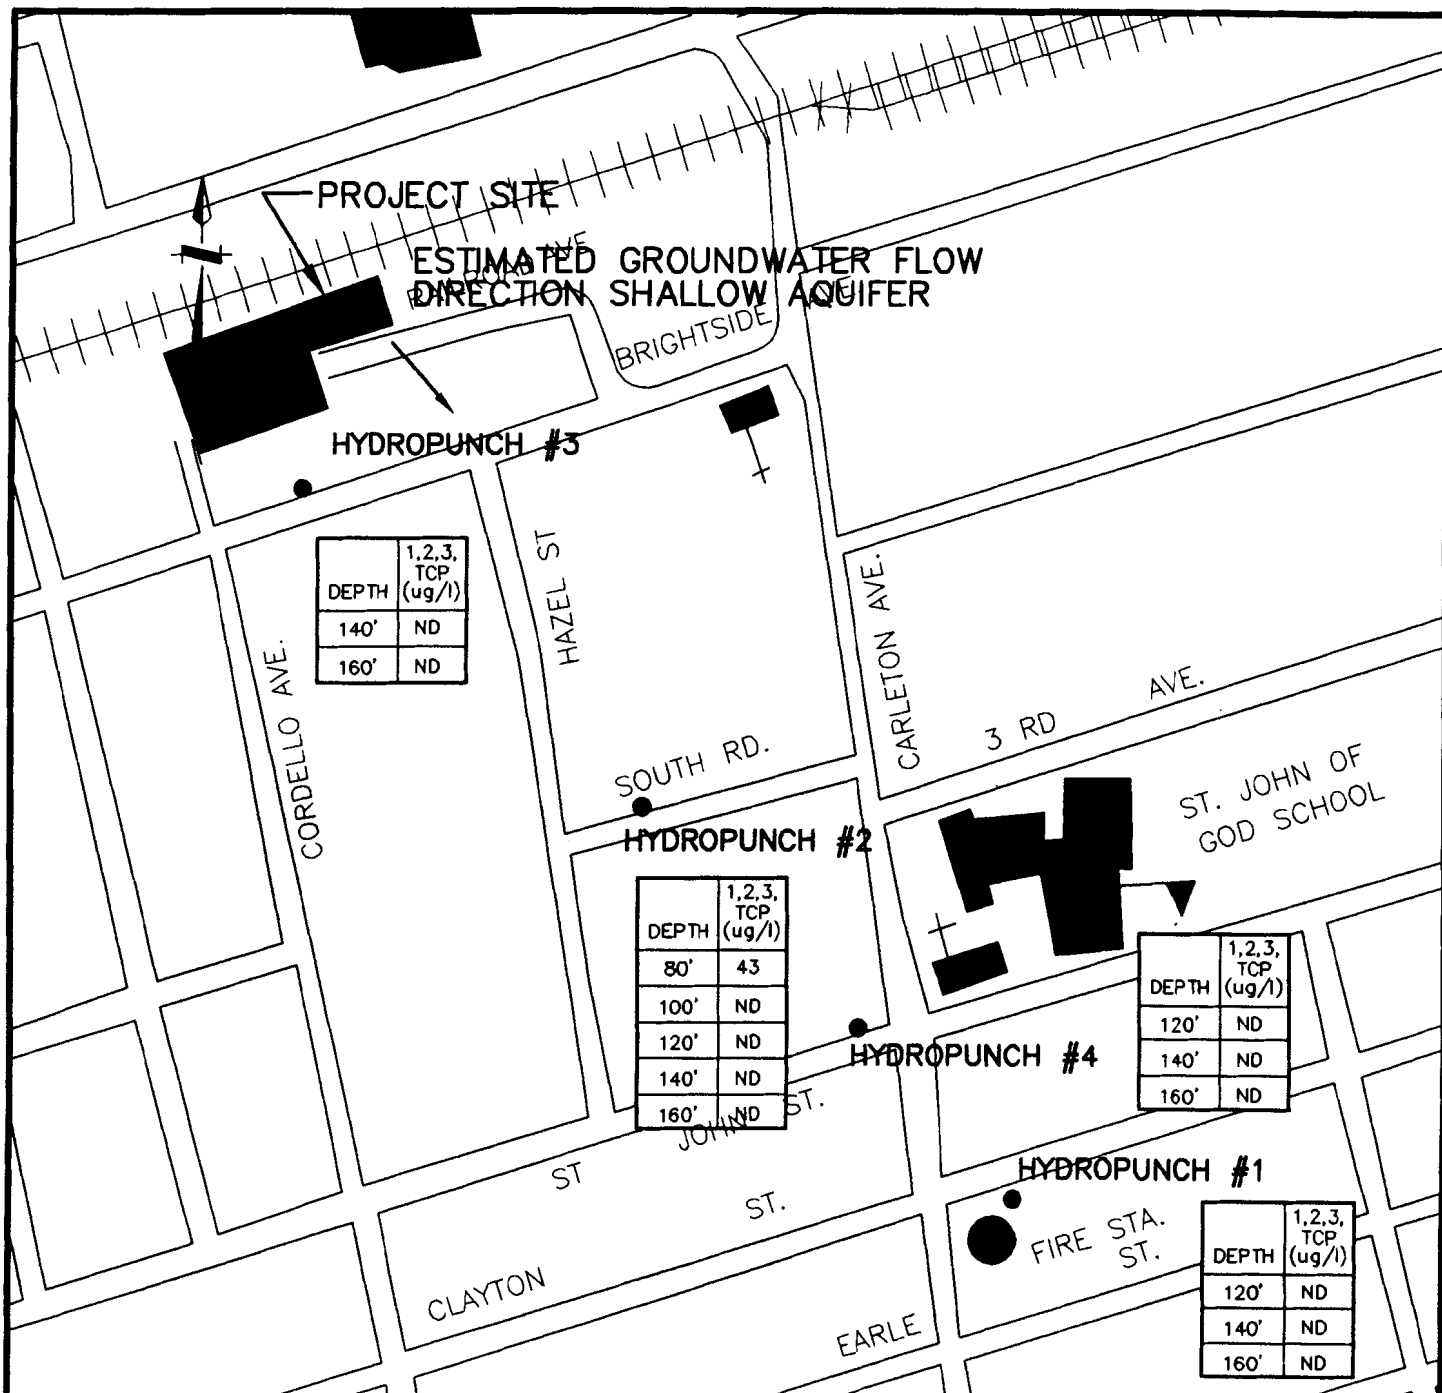 PROJECT SITE
ESTIMATED GROUNDWATER FLOW
DIRECTION SHALLOW AQUIFER
RAILROAD AVE
BRIGHTSIDE AVE
HYDROPUNCH #3
DEPTH 1,2,3, TCP (ug/l)
140' ND
160' ND
HAZEL ST
CORDELLO AVE.
CARLETON AVE.
3 RD AVE.
SOUTH RD.
HYDROPUNCH #2
DEPTH 1,2,3, TCP (ug/l)
80' 43
100' ND
120' ND
140' ND
160' ND
ST. JOHN OF
GOD SCHOOL
HYDROPUNCH #4
DEPTH 1,2,3, TCP (ug/l)
120' ND
140' ND
160' ND
ST JOHN ST.
HYDROPUNCH #1
DEPTH 1,2,3, TCP (ug/l)
120' ND
140' ND
160' ND
FIRE STA.
CLAYTON ST.
EARLE ST.